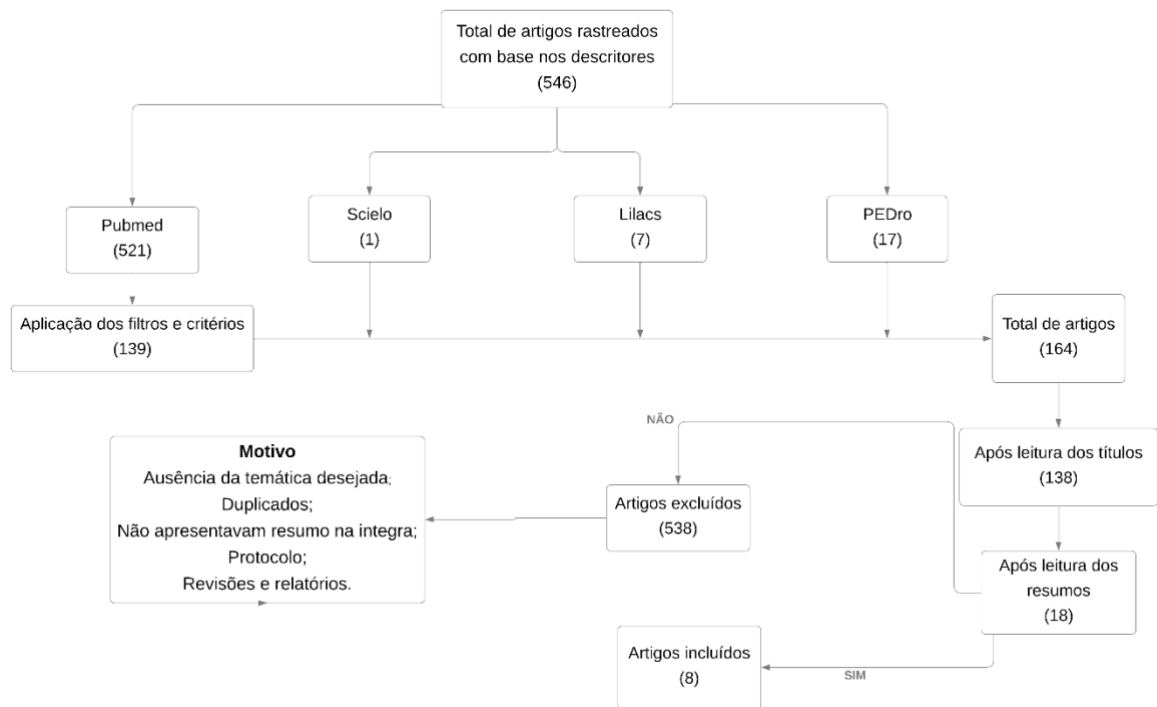 Total de artigos rastreados
com base nos descritores
(546)
Pubmed
(521)
Scielo
(1)
Lilacs
(7)
PEDro
(17)
Aplicação dos filtros e critérios
(139)
Total de artigos
(164)
Após leitura dos títulos
(138)
Após leitura dos
resumos
(18)
NÃO
Artigos excluídos
(538)
Motivo
Ausência da temática desejada;
Duplicados;
Não apresentavam resumo na integra;
Protocolo;
Revisões e relatórios.
SIM
Artigos incluídos
(8)